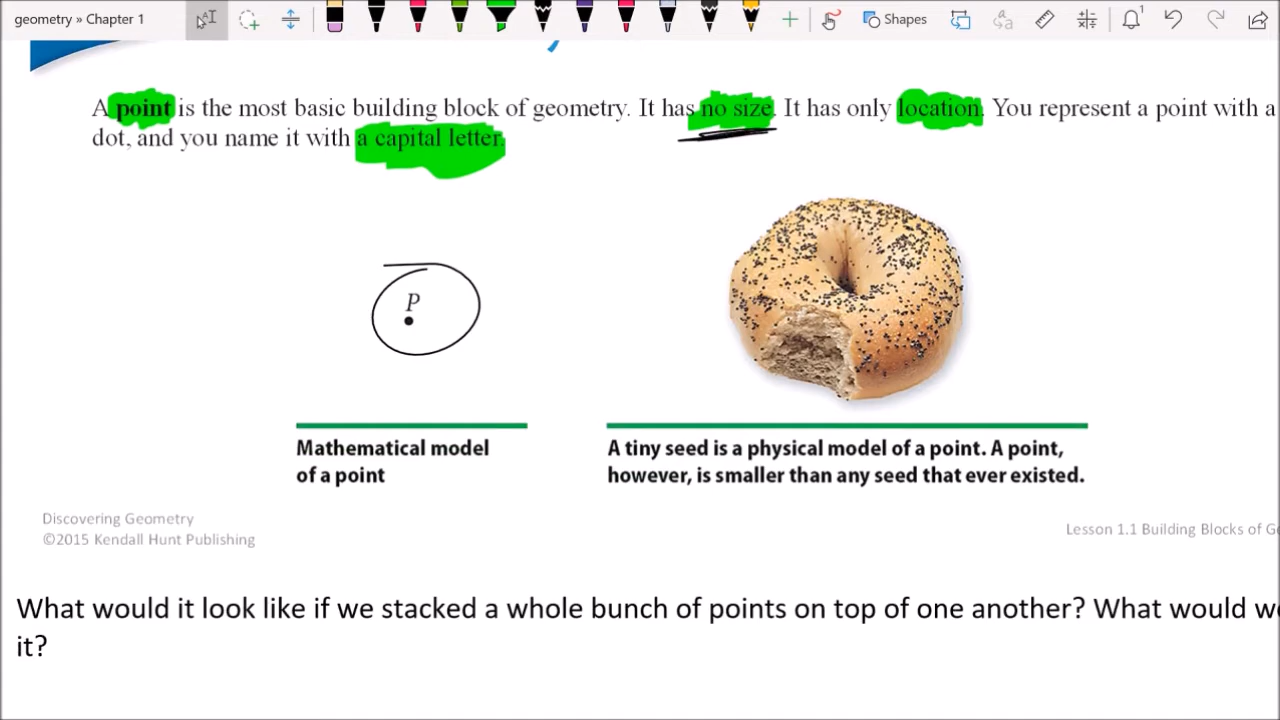 geometry » Chapter 1
Shapes
1
A point is the most basic building block of geometry. It has no size. It has only location. You represent a point with a
dot, and you name it with a capital letter.
P
Mathematical model
of a point
A tiny seed is a physical model of a point. A point,
however, is smaller than any seed that ever existed.
Discovering Geometry
©2015 Kendall Hunt Publishing
Lesson 1.1 Building Blocks of
What would it look like if we stacked a whole bunch of points on top of one another? What would
it?